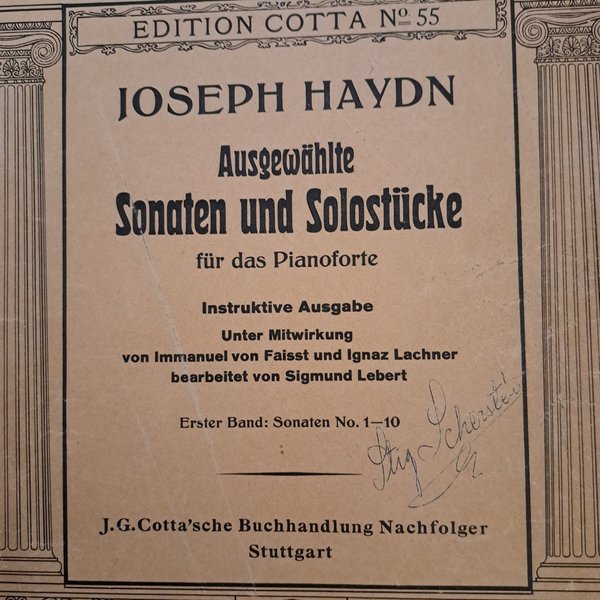 EDITION COTTA No. 55
JOSEPH HAYDN
Ausgewählte
Sonaten und Solostücke
für das Pianoforte
Instruktive Ausgabe
Unter Mitwirkung
von Immanuel von Faisst und Ignaz Lachner
bearbeitet von Sigmund Lebert
Erster Band: Sonaten No. 1—10
Stig
J. G. Cotta'sche Buchhandlung Nachfolger
Stuttgart